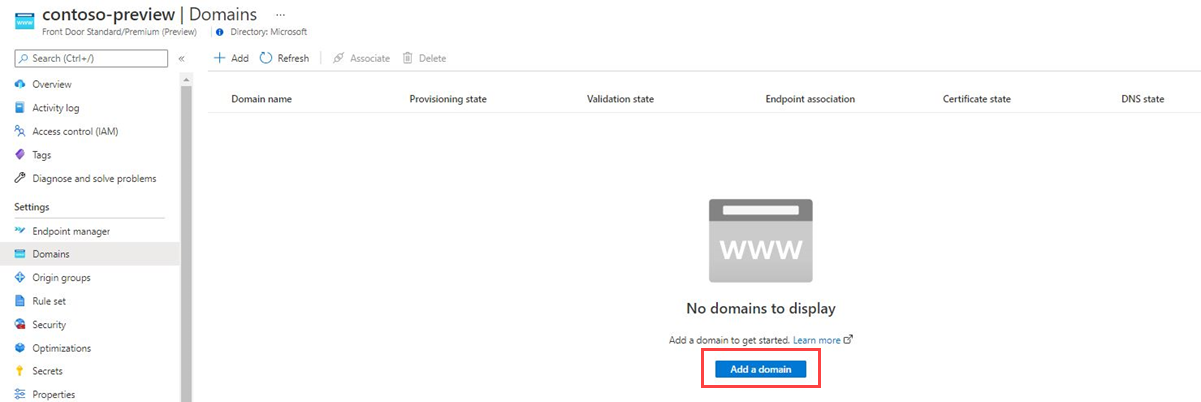 contoso-preview | Domains ...
Front Door Standard/Premium (Preview) Directory: Microsoft
Search (Ctrl+/) «
Add Refresh Associate Delete
Overview
Activity log
Access control (IAM)
Tags
Diagnose and solve problems
Settings
Endpoint manager
Domains
Origin groups
Rule set
Security
Optimizations
Secrets
Properties
Domain name Provisioning state Validation state Endpoint association Certificate state DNS state
www
No domains to display
Add a domain to get started. Learn more
Add a domain